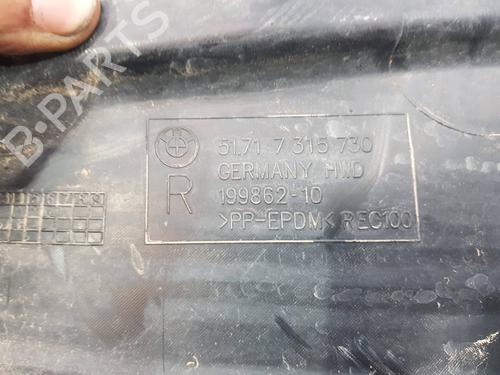 51.71 7 315 730
GERMANY HWD
R 199862-10
>PP-EPDM< REC100
B-PARTS